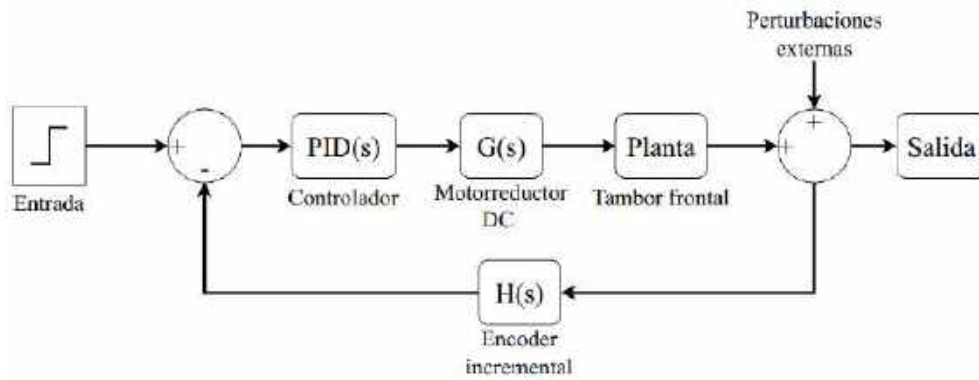 Perturbaciones
externas
+
+
-
PID(s)
G(s)
Planta
+
Salida
Entrada
Controlador
Motorreductor
DC
Tambor frontal
H(s)
Encoder
incremental